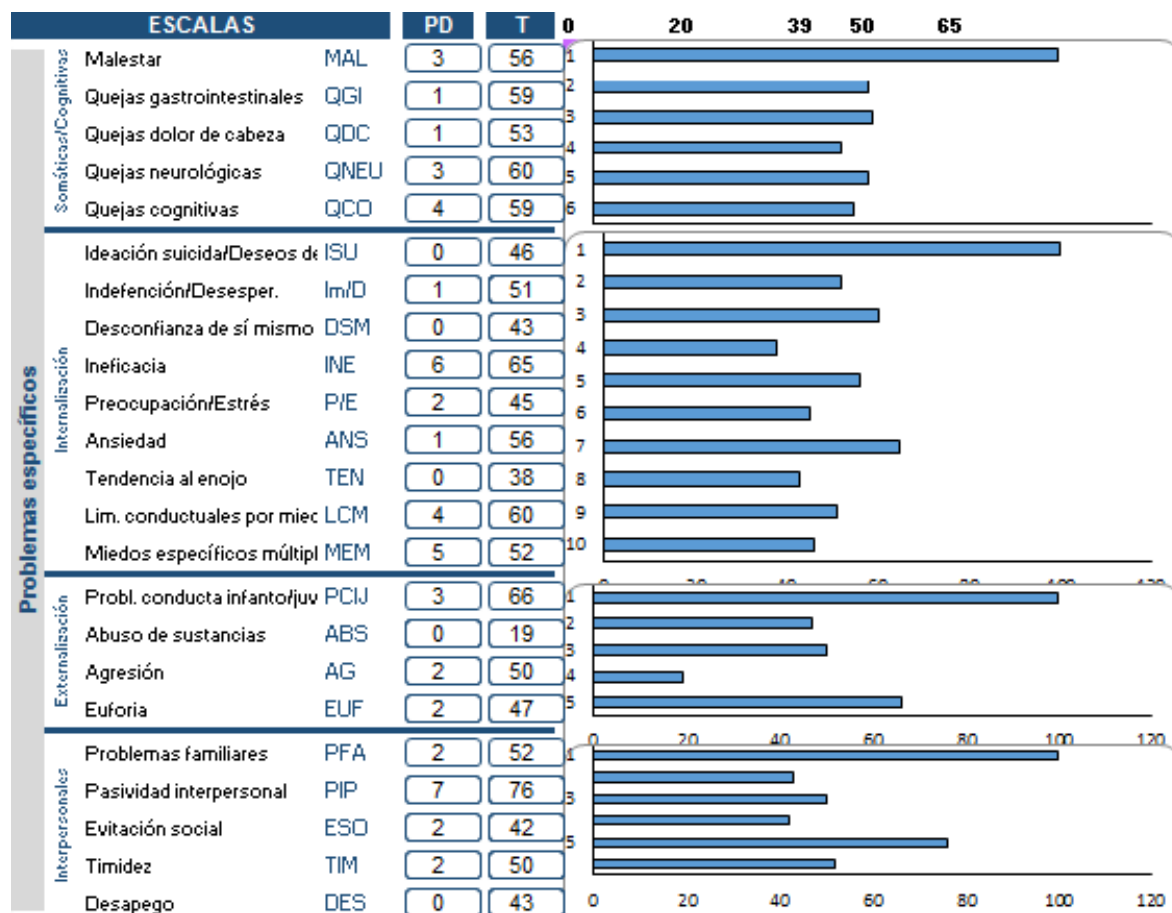 ESCALAS PD T 0 20 39 50 65
Problemas específicos
Somáticas/Cognitivas
Malestar MAL 3 56
Quejas gastrointestinales QGI 1 59
Quejas dolor de cabeza QDC 1 53
Quejas neurológicas QNEU 3 60
Quejas cognitivas QCO 4 59
1
2
3
4
5
6
Internalización
Ideación suicida/Deseos de ISU 0 46
Indefención/Desesper. Im/D 1 51
Desconfianza de sí mismo DSM 0 43
Ineficacia INE 6 65
Preocupación/Estrés P/E 2 45
Ansiedad ANS 1 56
Tendencia al enojo TEN 0 38
Lim. conductuales por mied LCM 4 60
Miedos específicos múltipl MEM 5 52
1
2
3
4
5
6
7
8
9
10
0 20 40 60 80 100 120
Externalización
Probl. conducta infanto/juv PCIJ 3 66
Abuso de sustancias ABS 0 19
Agresión AG 2 50
Euforia EUF 2 47
1
2
3
4
5
0 20 40 60 80 100 120
Interpersonales
Problemas familiares PFA 2 52
Pasividad interpersonal PIP 7 76
Evitación social ESO 2 42
Timidez TIM 2 50
Desapego DES 0 43
1
3
5
0 20 40 60 80 100 120